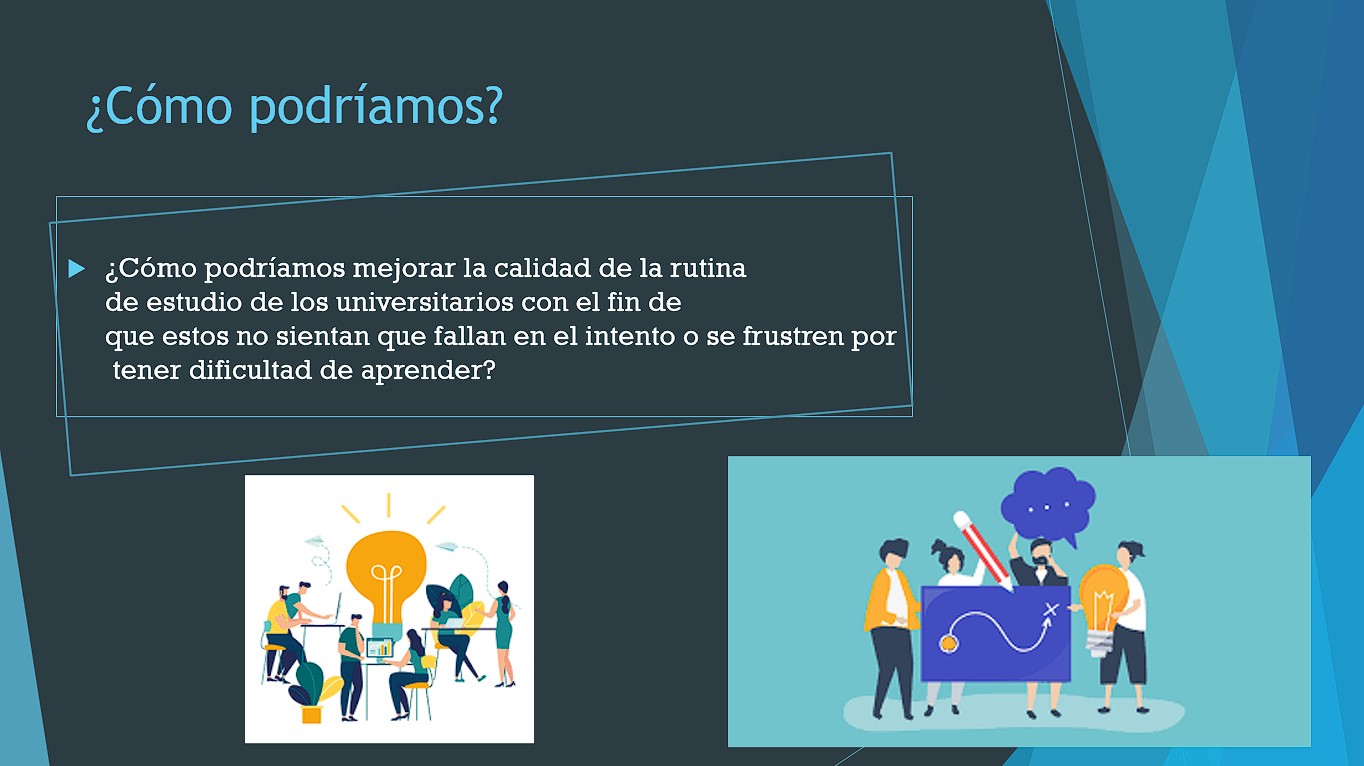 ¿Cómo podríamos?
¿Cómo podríamos mejorar la calidad de la rutina
de estudio de los universitarios con el fin de
que estos no sientan que fallan en el intento o se frustren por
tener dificultad de aprender?